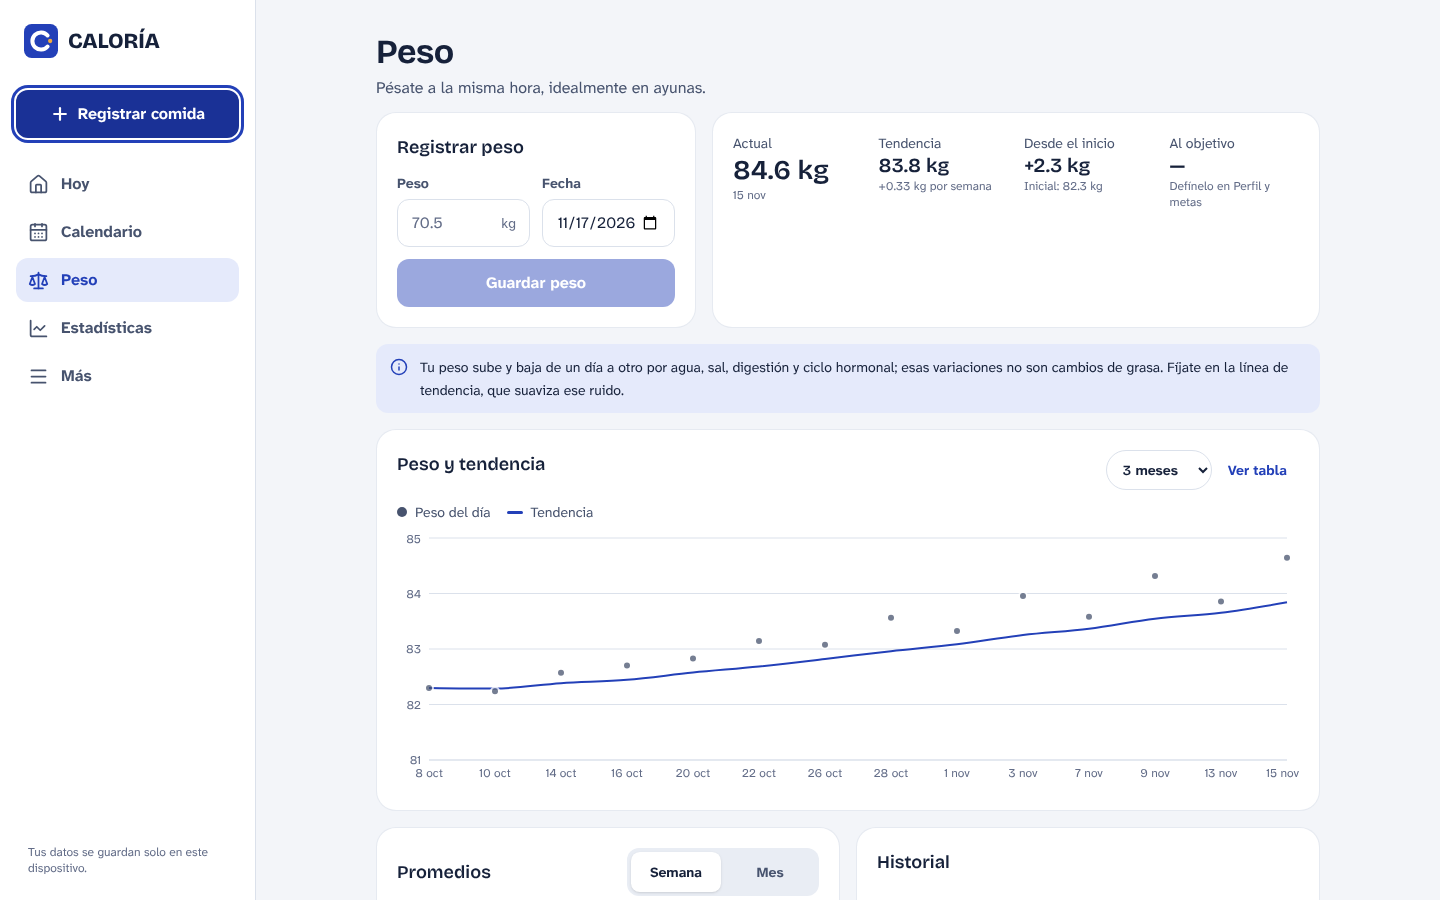 CALORÍA
Registrar comida
Hoy
Calendario
Peso
Estadísticas
Más
Tus datos se guardan solo en este
dispositivo.
Peso
Pésate a la misma hora, idealmente en ayunas.
Registrar peso
Peso
Fecha
70.5 kg
11/17/2026
Guardar peso
Actual
84.6 kg
15 nov
Tendencia
83.8 kg
+0.33 kg por semana
Desde el inicio
+2.3 kg
Inicial: 82.3 kg
Al objetivo
—
Defínelo en Perfil y
metas
Tu peso sube y baja de un día a otro por agua, sal, digestión y ciclo hormonal; esas variaciones no son cambios de grasa. Fíjate en la línea de
tendencia, que suaviza ese ruido.
Peso y tendencia
3 meses
Ver tabla
Peso del día
Tendencia
85
84
83
82
81
8 oct
10 oct
14 oct
16 oct
20 oct
22 oct
26 oct
28 oct
1 nov
3 nov
7 nov
9 nov
13 nov
15 nov
Promedios
Semana
Mes
Historial